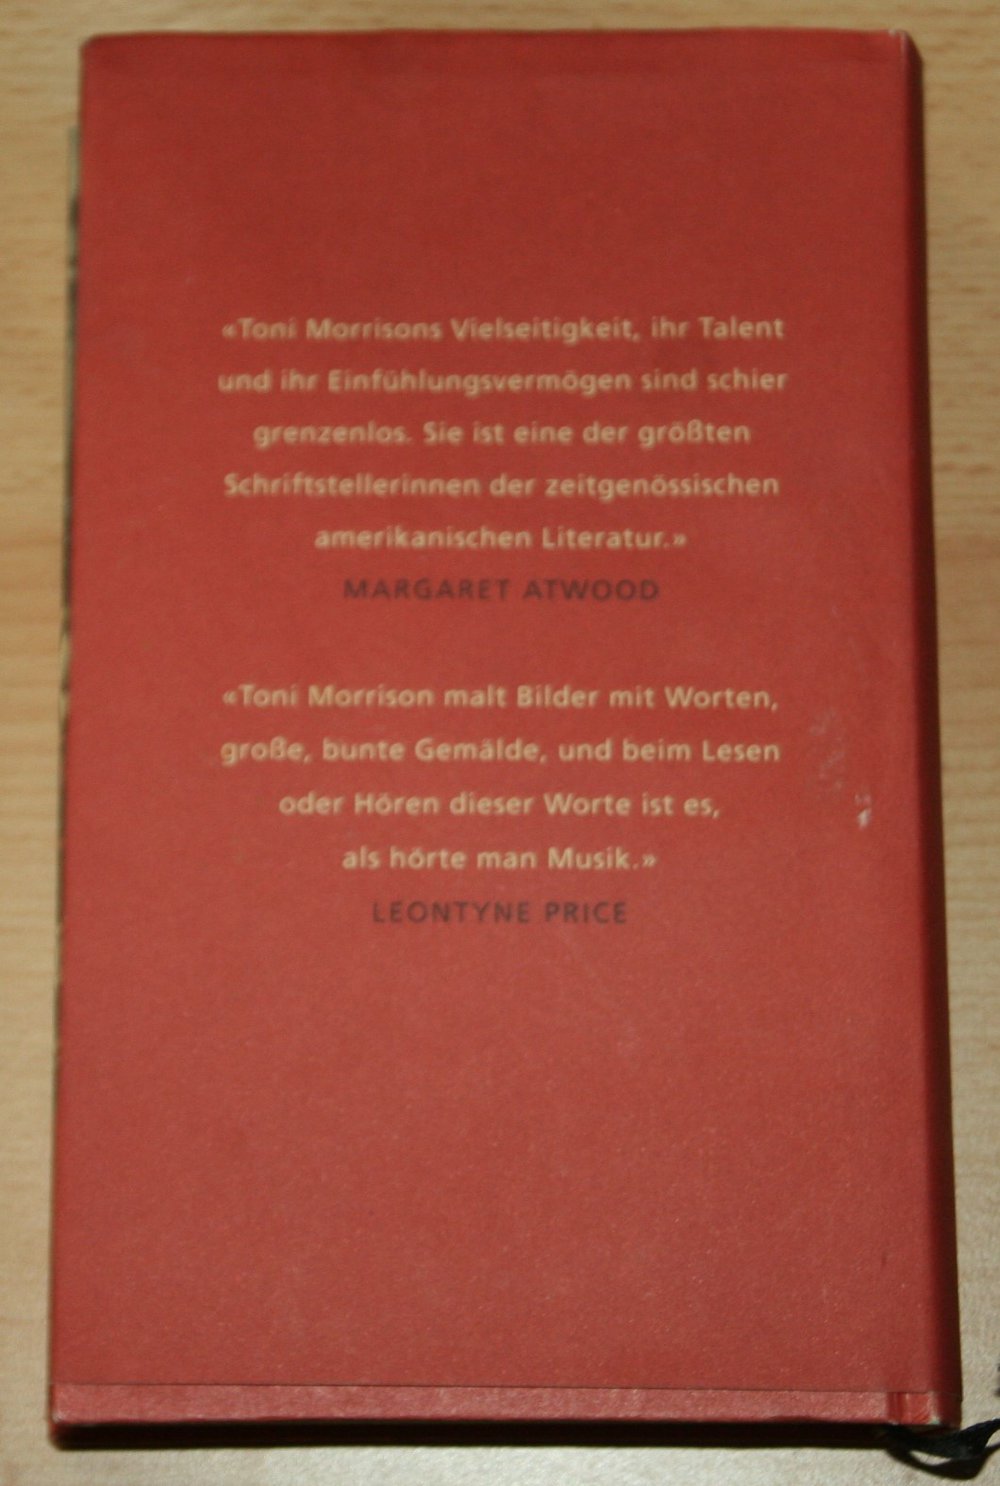 «Toni Morrisons Vielseitigkeit, ihr Talent
und ihr Einfühlungsvermögen sind schier
grenzenlos. Sie ist eine der größten
Schriftstellerinnen der zeitgenössischen
amerikanischen Literatur.»
MARGARET ATWOOD
«Toni Morrison malt Bilder mit Worten,
große, bunte Gemälde, und beim Lesen
oder Hören dieser Worte ist es,
als hörte man Musik.»
LEONTYNE PRICE